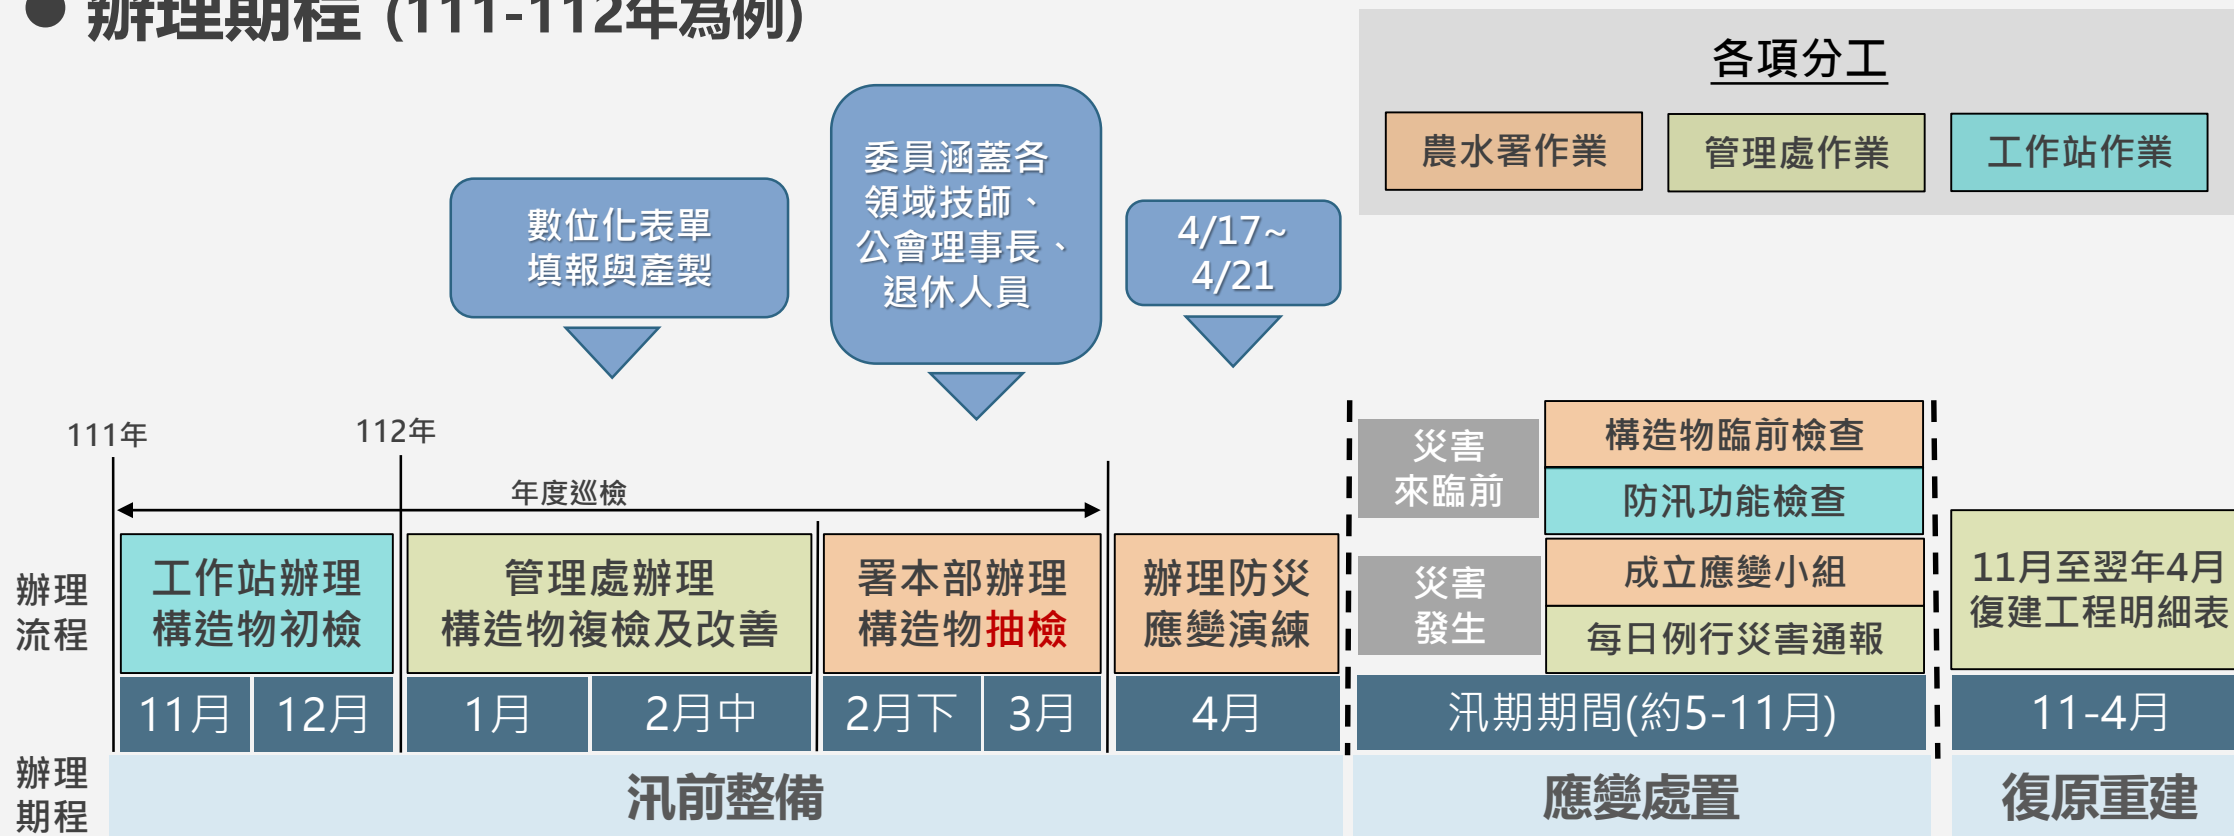 ● 辦理期程 (111-112年為例)
各項分工
農水署作業
管理處作業
工作站作業
數位化表單
填報與產製
委員涵蓋各
領域技師、
公會理事長、
退休人員
4/17~
4/21
111年
112年
年度巡檢
辦理
流程
工作站辦理
構造物初檢
管理處辦理
構造物複檢及改善
署本部辦理
構造物抽檢
辦理防災
應變演練
災害
來臨前
構造物臨前檢查
防汛功能檢查
災害
發生
成立應變小組
每日例行災害通報
11月至翌年4月
復建工程明細表
11月
12月
1月
2月中
2月下
3月
4月
汛期期間(約5-11月)
11-4月
辦理
期程
汛前整備
應變處置
復原重建